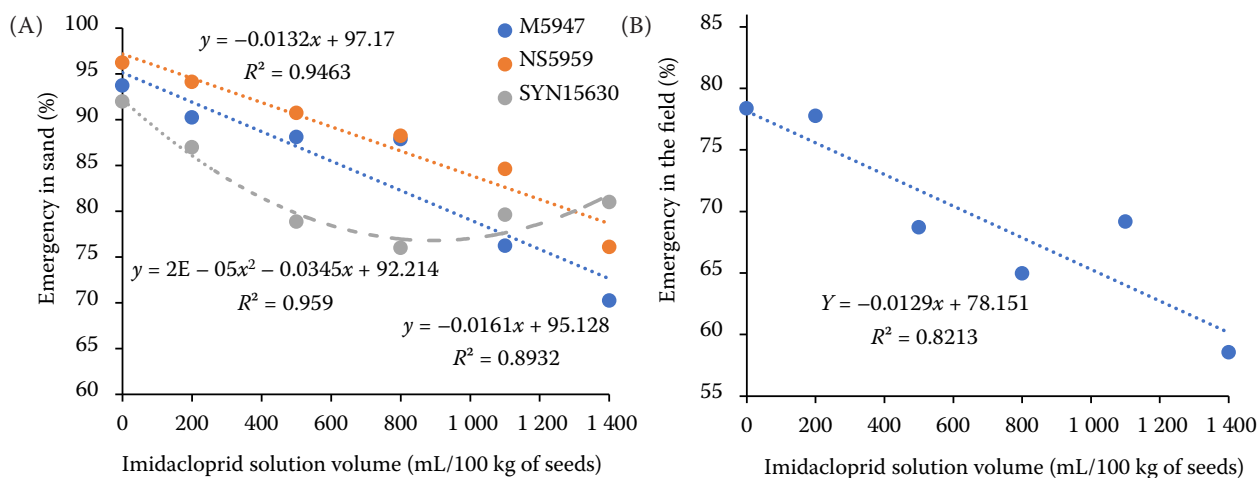 (A)
Emergency in sand (%)
100
95
90
85
80
75
70
65
60
y = −0.0132x + 97.17
R² = 0.9463
M5947
NS5959
SYN15630
y = 2E − 05x² − 0.0345x + 92.214
R² = 0.959
y = −0.0161x + 95.128
R² = 0.8932
0 200 400 600 800 1 000 1 200 1 400
Imidacloprid solution volume (mL/100 kg of seeds)
(B)
Emergency in the field (%)
85
80
75
70
65
60
55
Y = −0.0129x + 78.151
R² = 0.8213
0 200 400 600 800 1 000 1 200 1 400
Imidacloprid solution volume (mL/100 kg of seeds)